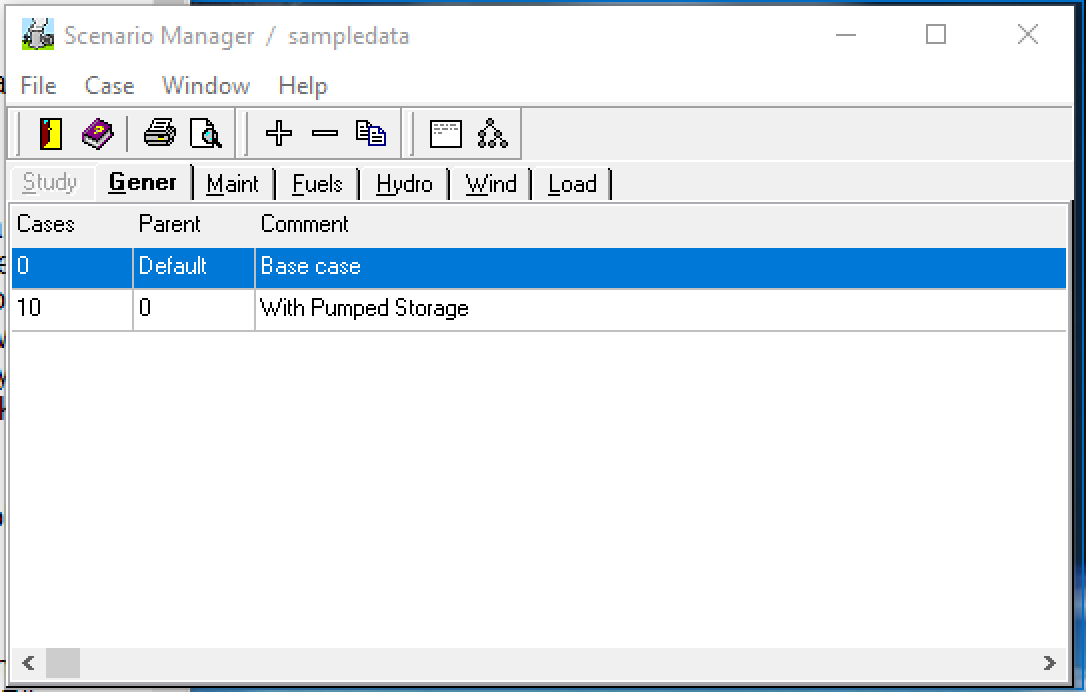 Scenario Manager / sampledata
File Case Window Help
Study Gener Maint Fuels Hydro Wind Load
Cases Parent Comment
0 Default Base case
10 0 With Pumped Storage